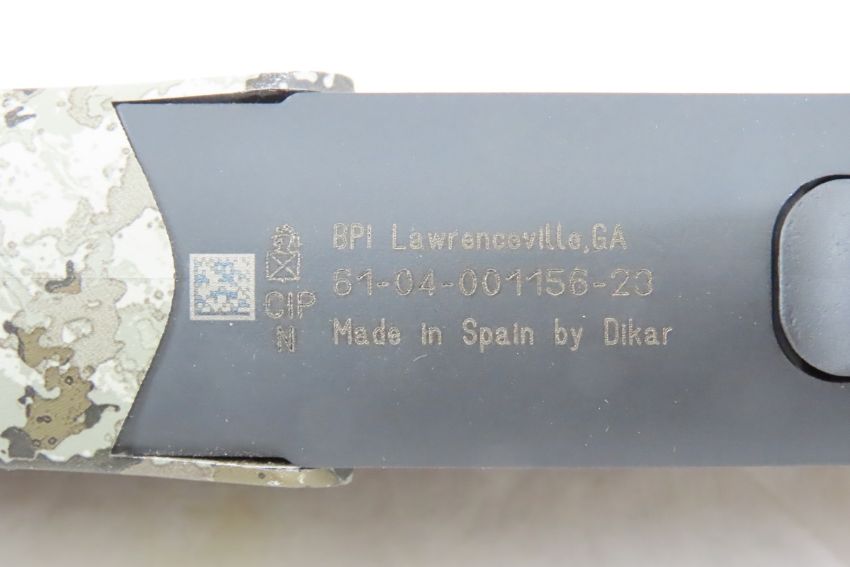 BPI Lawrenceville,GA
CIP 61-04-001156-23
N Made in Spain by Dikar